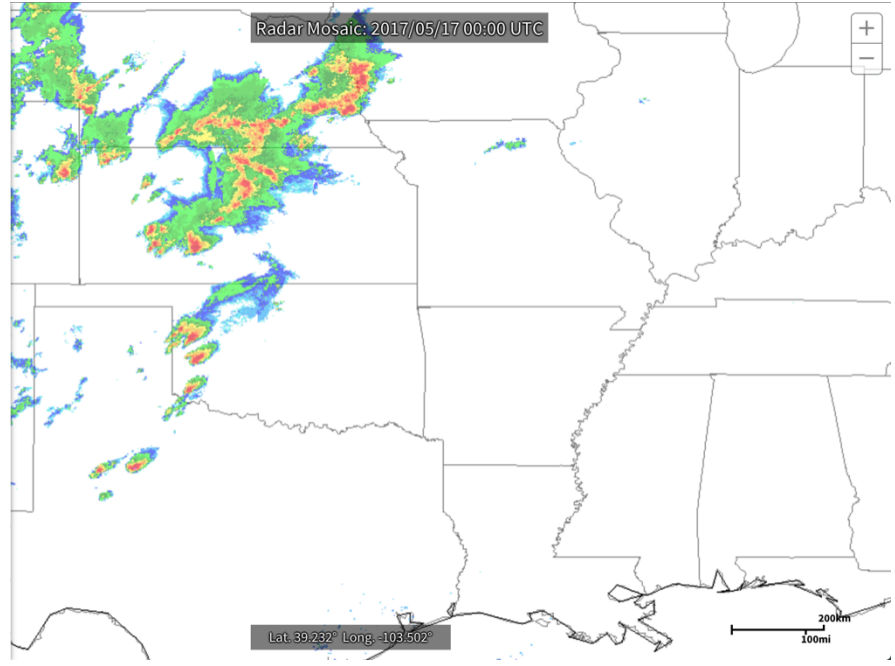 Radar Mosaic: 2017/05/17 00:00 UTC
+
−
Lat. 39.232° Long. -103.502°
200km
100mi